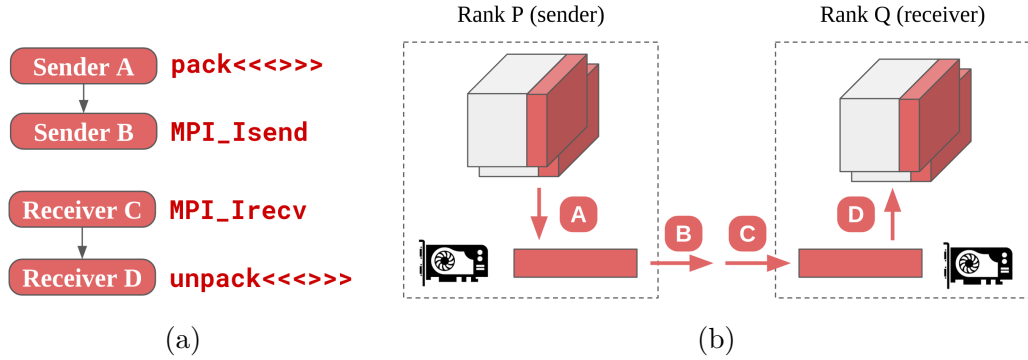 Rank P (sender)
Rank Q (receiver)
Sender A
pack<<<>>>
Sender B
MPI_Isend
Receiver C
MPI_Irecv
Receiver D
unpack<<<>>>
A
B
C
D
(a)
(b)